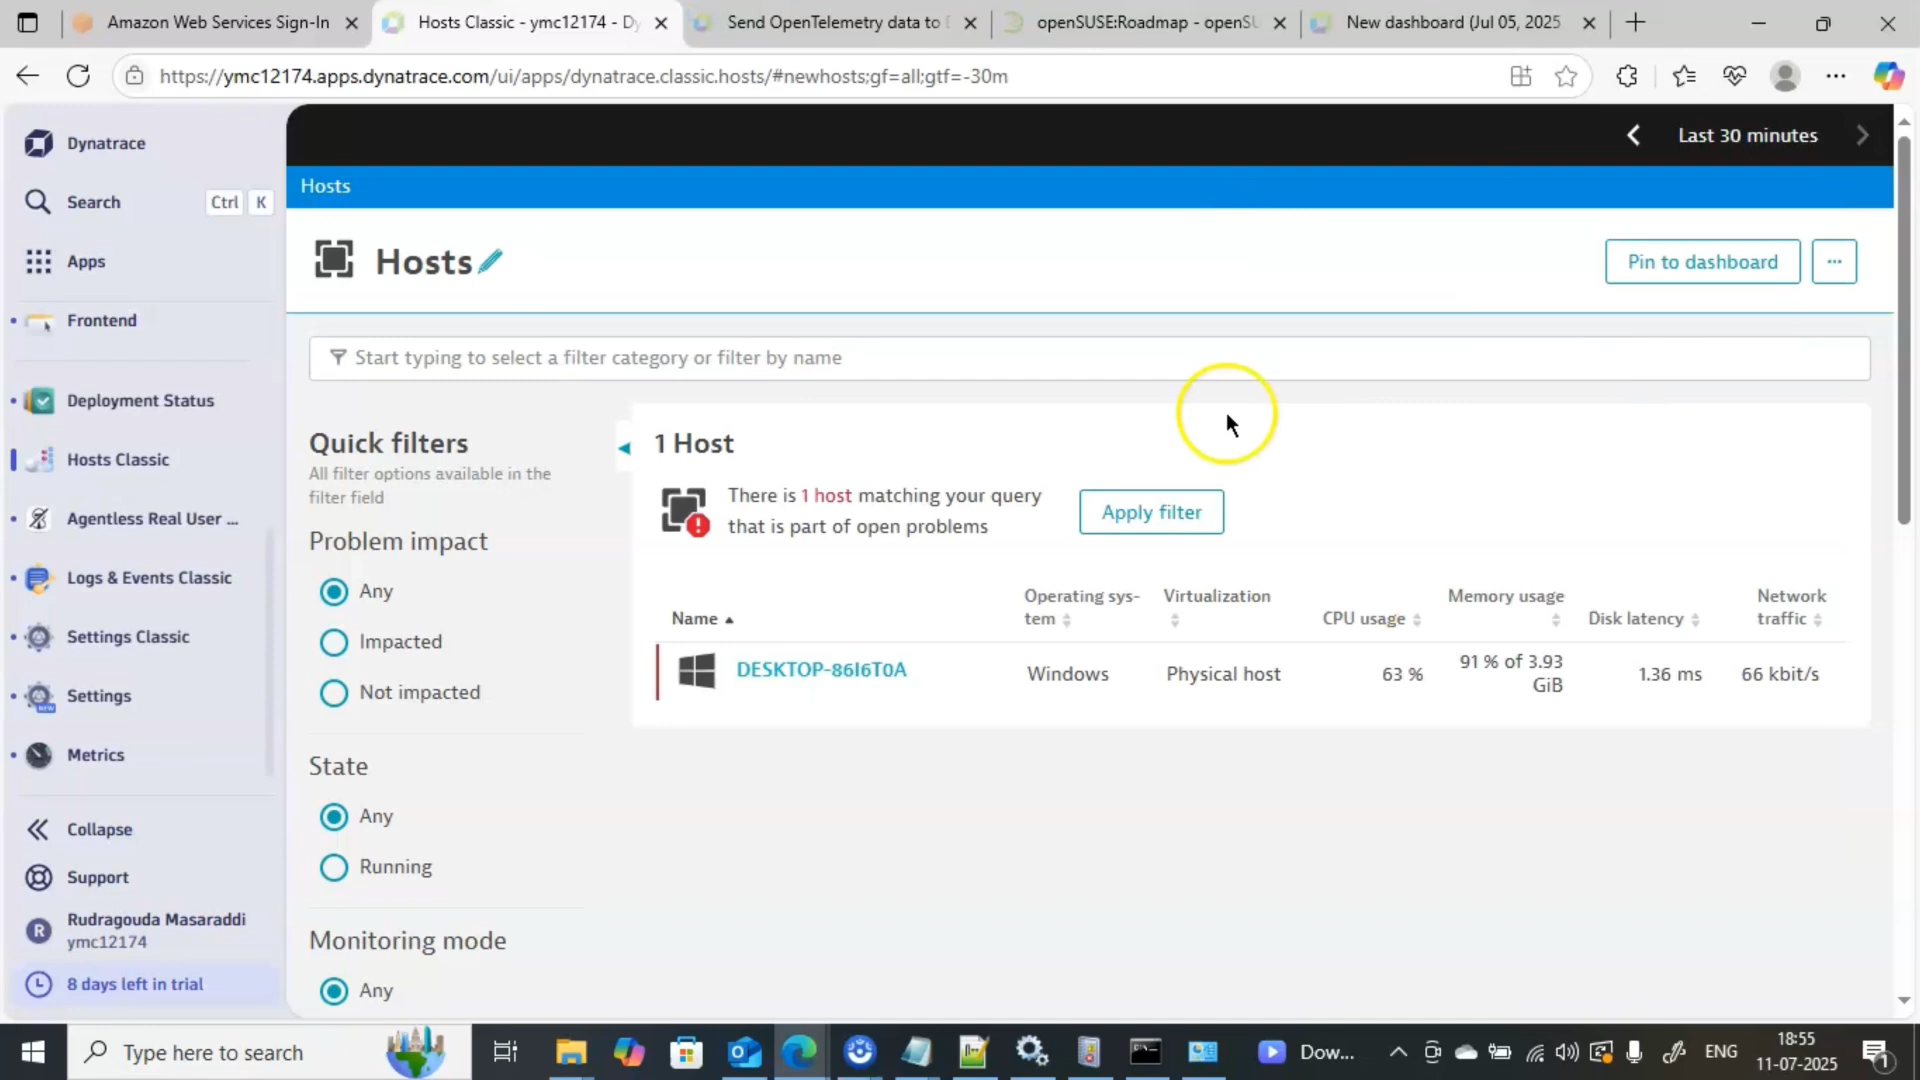 Amazon Web Services Sign-In
Hosts Classic - ymc12174 - Dy
Send OpenTelemetry data to D
openSUSE:Roadmap - openSU
New dashboard (Jul 05, 2025
https://ymc12174.apps.dynatrace.com/ui/apps/dynatrace.classic.hosts/#newhosts;gf=all;gtf=-30m
Dynatrace
Search Ctrl K
Apps
Frontend
Deployment Status
Hosts Classic
Agentless Real User ...
Logs & Events Classic
Settings Classic
Settings
Metrics
Collapse
Support
R Rudragouda Masaraddi
ymc12174
8 days left in trial
Last 30 minutes
Hosts
Hosts
Pin to dashboard ...
Start typing to select a filter category or filter by name
Quick filters
All filter options available in the
filter field
Problem impact
Any
Impacted
Not impacted
State
Any
Running
Monitoring mode
Any
1 Host
There is 1 host matching your query
that is part of open problems
Apply filter
Name
Operating sys-
tem
Virtualization
CPU usage
Memory usage
Disk latency
Network
traffic
DESKTOP-86I6T0A
Windows
Physical host
63 %
91 % of 3.93
GiB
1.36 ms
66 kbit/s
Type here to search
Dow...
ENG
18:55
11-07-2025
1